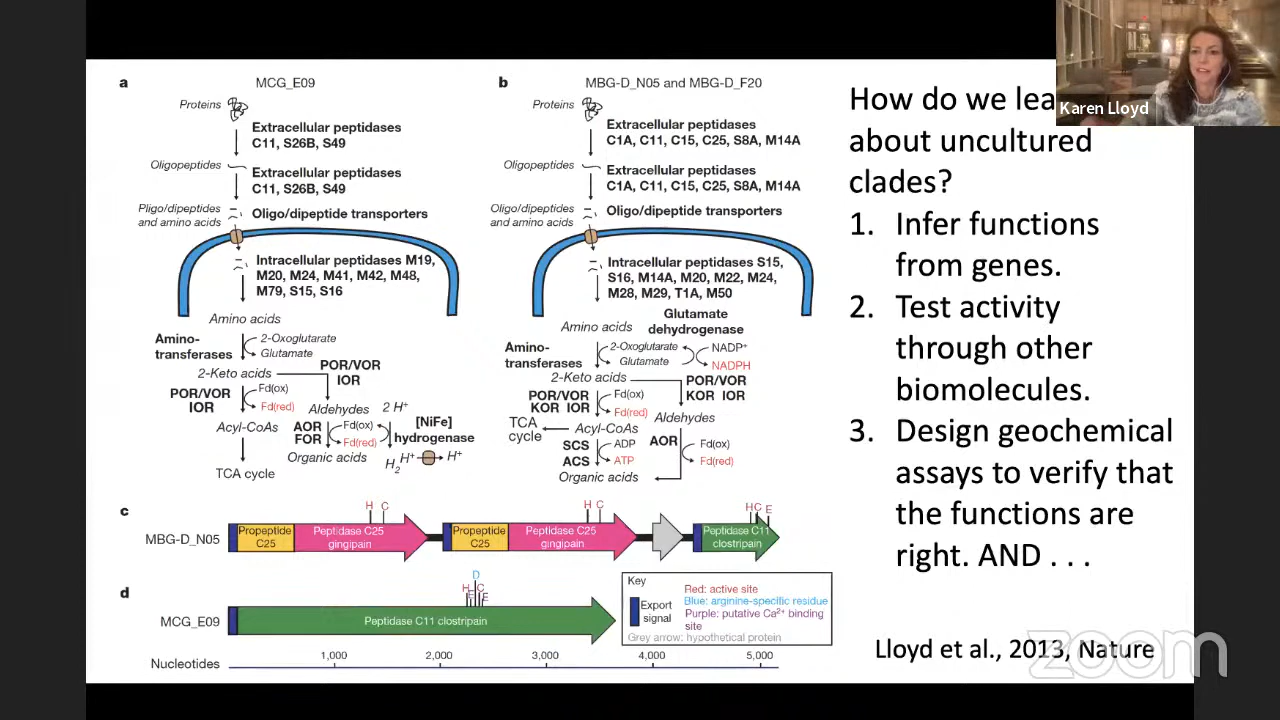 Karen Lloyd
a
MCG_E09
Proteins
Extracellular peptidases
C11, S26B, S49
Oligopeptides
Extracellular peptidases
C11, S26B, S49
Pligo/dipeptides
and amino acids
Oligo/dipeptide transporters
Intracellular peptidases M19,
M20, M24, M41, M42, M48,
M79, S15, S16
Amino acids
Amino-
transferases
2-Oxoglutarate
Glutamate
2-Keto acids
POR/VOR
IOR
POR/VOR
IOR
Fd(ox)
Fd(red)
Aldehydes
2 H⁺
Acyl-CoAs
AOR
FOR
Fd(ox)
Fd(red)
[NiFe]
hydrogenase
Organic acids
H₂
H⁺
H⁺
TCA cycle
b
MBG-D_N05 and MBG-D_F20
Proteins
Extracellular peptidases
C1A, C11, C15, C25, S8A, M14A
Oligopeptides
Extracellular peptidases
C1A, C11, C15, C25, S8A, M14A
Oligo/dipeptides
and amino acids
Oligo/dipeptide transporters
Intracellular peptidases S15,
S16, M14A, M20, M22, M24,
M28, M29, T1A, M50
Glutamate
dehydrogenase
Amino acids
Amino-
transferases
2-Oxoglutarate
Glutamate
NADP⁺
NADPH
2-Keto acids
POR/VOR
KOR IOR
POR/VOR
KOR IOR
Fd(ox)
Fd(red)
Aldehydes
TCA
cycle
Acyl-CoAs
SCS
ACS
ADP
ATP
AOR
Fd(ox)
Fd(red)
Organic acids
c
MBG-D_N05
H C
H C
H C E
Propeptide
C25
Peptidase C25
gingipain
Propeptide
C25
Peptidase C25
gingipain
Peptidase C11
clostripain
d
MCG_E09
D
H C
E
Peptidase C11 clostripain
Key
Export
signal
Red: active site
Blue: arginine-specific residue
Purple: putative Ca²⁺ binding
site
Grey arrow: hypothetical protein
Nucleotides
1,000
2,000
3,000
4,000
5,000
How do we lea
about uncultured
clades?
1. Infer functions
from genes.
2. Test activity
through other
biomolecules.
3. Design geochemical
assays to verify that
the functions are
right. AND . . .
Lloyd et al., 2013, Nature
zoom